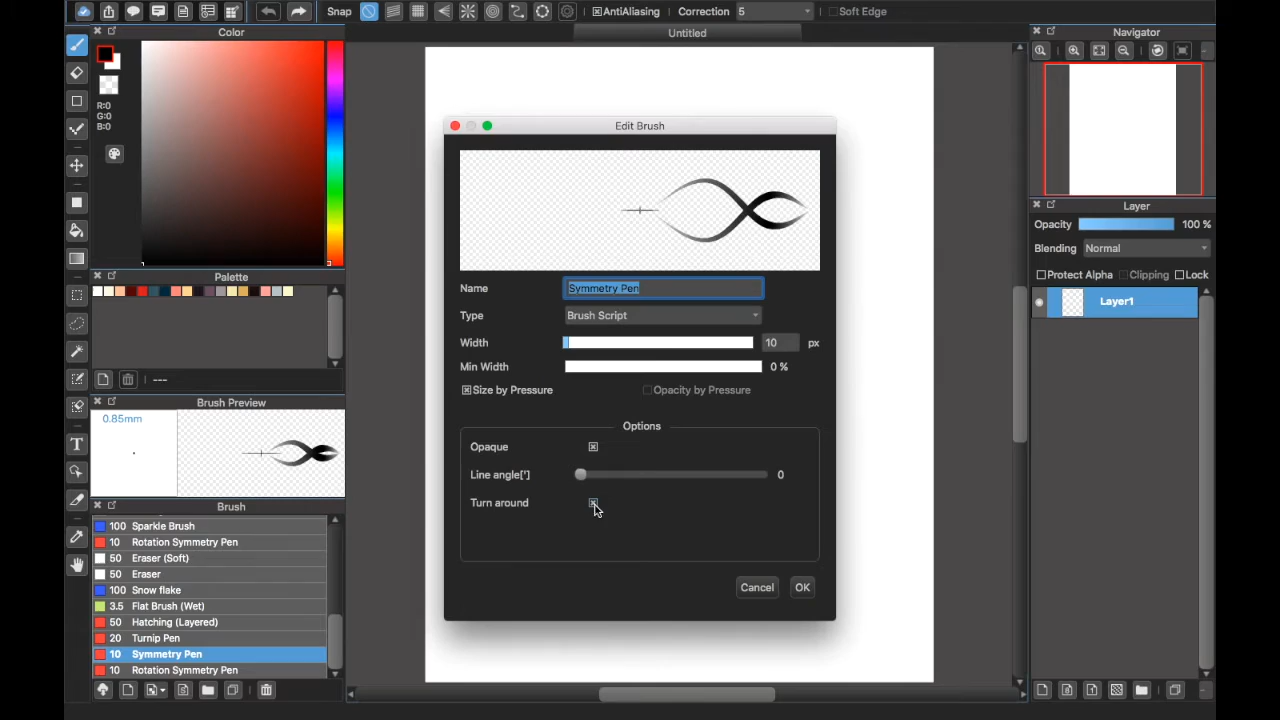 Snap
AntiAliasing Correction 5 Soft Edge
Color
Untitled
Navigator
R:0
G:0
B:0
Palette
---
Brush Preview
0.85mm
Brush
100 Sparkle Brush
10 Rotation Symmetry Pen
50 Eraser (Soft)
50 Eraser
100 Snow flake
3.5 Flat Brush (Wet)
50 Hatching (Layered)
20 Turnip Pen
10 Symmetry Pen
10 Rotation Symmetry Pen
Edit Brush
Name Symmetry Pen
Type Brush Script
Width 10 px
Min Width 0 %
Size by Pressure Opacity by Pressure
Options
Opaque
Line angle['] 0
Turn around
Cancel OK
Layer
Opacity 100 %
Blending Normal
Protect Alpha Clipping Lock
Layer1